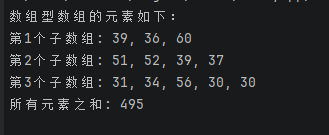 数组型数组的元素如下：
第1个子数组: 39, 36, 60
第2个子数组: 51, 52, 39, 37
第3个子数组: 31, 34, 56, 30, 30
所有元素之和: 495